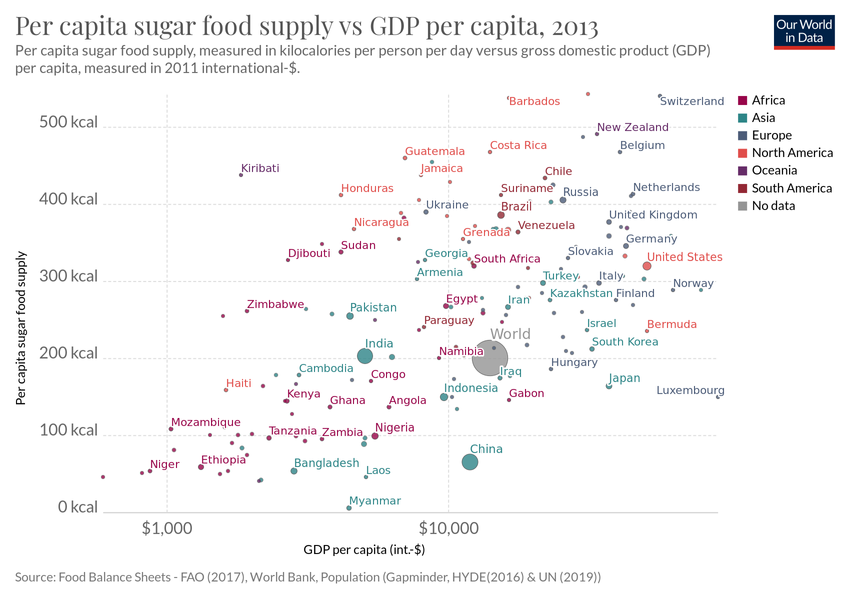 Per capita sugar food supply vs GDP per capita, 2013
Our World
in Data
Per capita sugar food supply, measured in kilocalories per person per day versus gross domestic product (GDP)
per capita, measured in 2011 international-$.
Barbados
Switzerland
Africa
Asia
Europe
North America
Oceania
South America
No data
500 kcal
New Zealand
Guatemala
Costa Rica
Belgium
Kiribati
Jamaica
Chile
400 kcal
Honduras
Suriname
Russia
Netherlands
Ukraine
Brazil
United Kingdom
Nicaragua
Grenada
Venezuela
Germany
Djibouti
Sudan
Georgia
South Africa
Slovakia
United States
300 kcal
Armenia
Turkey
Italy
Norway
Zimbabwe
Pakistan
Egypt
Iran
Kazakhstan
Finland
Paraguay
World
Israel
Bermuda
200 kcal
India
Namibia
South Korea
Cambodia
Congo
Iraq
Hungary
Haiti
Kenya
Ghana
Angola
Indonesia
Gabon
Japan
Luxembourg
100 kcal
Mozambique
Tanzania
Zambia
Nigeria
Niger
Ethiopia
Bangladesh
Laos
China
Myanmar
0 kcal
$1,000
$10,000
Per capita sugar food supply
GDP per capita (int.-$)
Source: Food Balance Sheets - FAO (2017), World Bank, Population (Gapminder, HYDE(2016) & UN (2019))